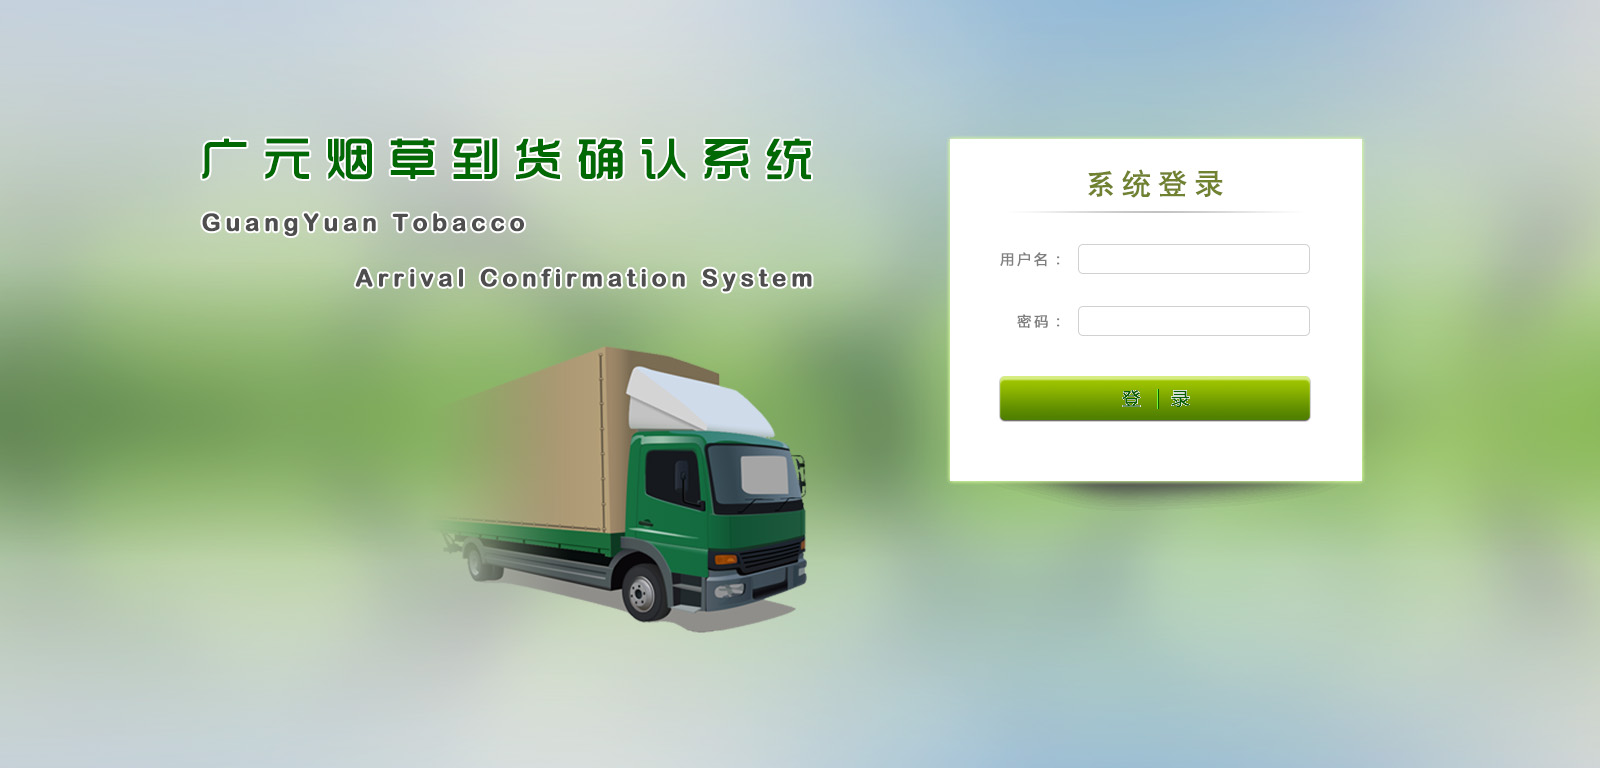 广元烟草到货确认系统
GuangYuan Tobacco
Arrival Confirmation System
系统登录
用户名：
密码：
登录